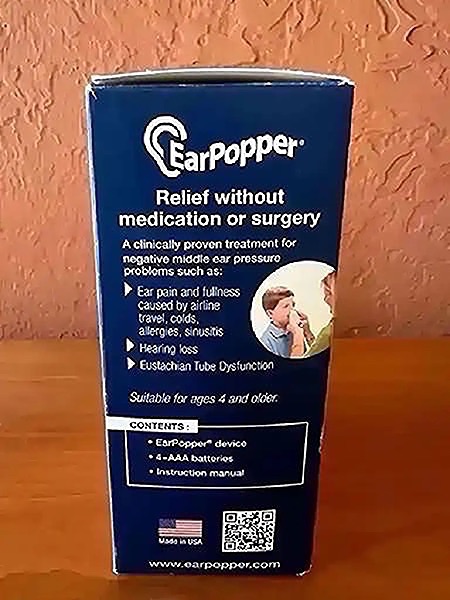 EarPopper®
Relief without
medication or surgery
A clinically proven treatment for
negative middle ear pressure
problems such as:
Ear pain and fullness
caused by airline
travel, colds,
allergies, sinusitis
Hearing loss
Eustachian Tube Dysfunction
Suitable for ages 4 and older.
CONTENTS:
• EarPopper® device
• 4-AAA batteries
• Instruction manual
Made in USA
www.earpopper.com